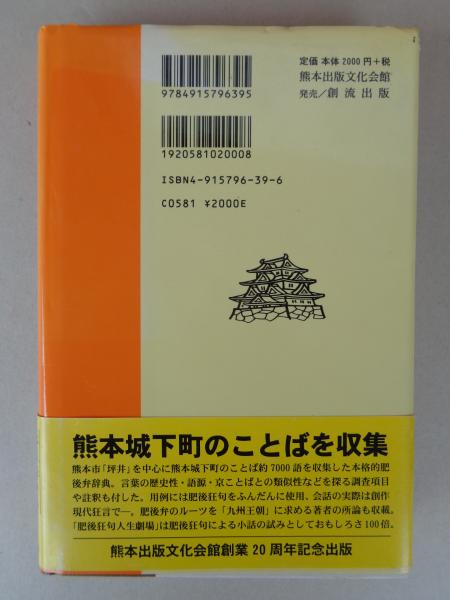 9784915796395
1920581020008
ISBN4-915796-39-6
C0581 ¥2000E
定価 本体 2000 円+税
熊本出版文化会館
発売/創流出版
熊本城下町のことばを収集
熊本市「坪井」を中心に熊本城下町のことば約7000語を収集した本格的肥
後弁辞典。言葉の歴史性・語源・京ことばとの類似性などを探る調査項目
や註釈も付した。用例には肥後狂句をふんだんに使用、会話の実際は創作
現代狂言で―。肥後弁のルーツを「九州王朝」に求める著者の所論も収載。
「肥後狂句人生劇場」は肥後狂句による小話の試みとしておもしろさ100倍。
熊本出版文化会館創業20周年記念出版